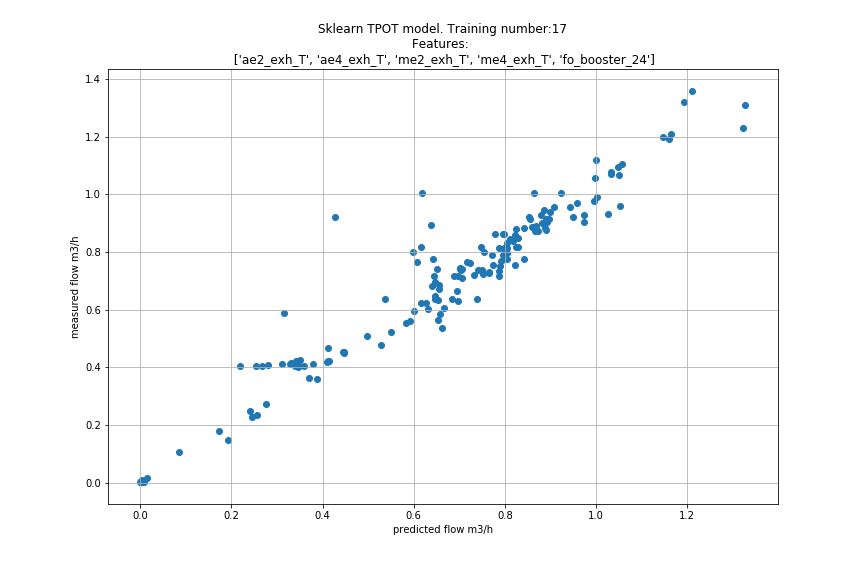 Sklearn TPOT model. Training number:17
Features:
['ae2_exh_T', 'ae4_exh_T', 'me2_exh_T', 'me4_exh_T', 'fo_booster_24']
1.4
1.2
1.0
0.8
0.6
0.4
0.2
0.0
measured flow m3/h
0.0 0.2 0.4 0.6 0.8 1.0 1.2
predicted flow m3/h